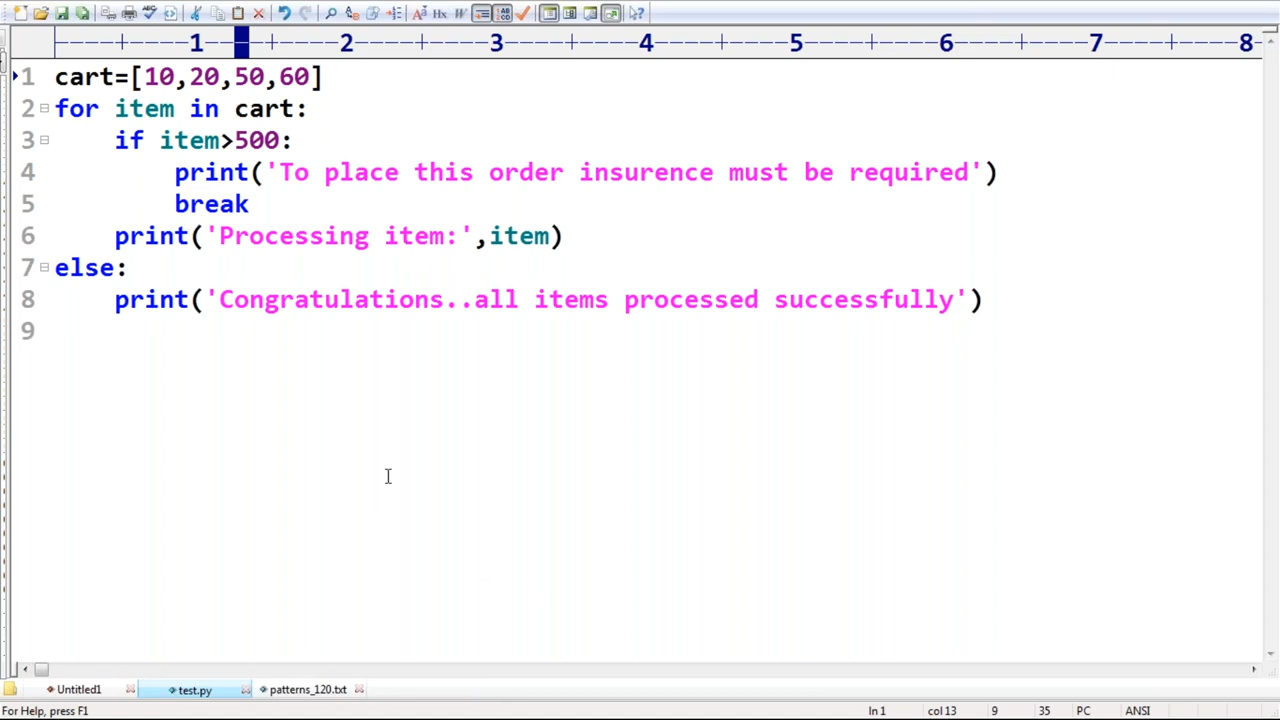 ----+----1----+----2----+----3----+----4----+----5----+----6----+----7----+----8
1 cart=[10,20,50,60]
2 for item in cart:
3     if item>500:
4         print('To place this order insurence must be required')
5         break
6     print('Processing item:',item)
7 else:
8     print('Congratulations..all items processed successfully')
9
Untitled1 test.py patterns_120.txt
For Help, press F1 ln 1 col 13 9 35 PC ANSI